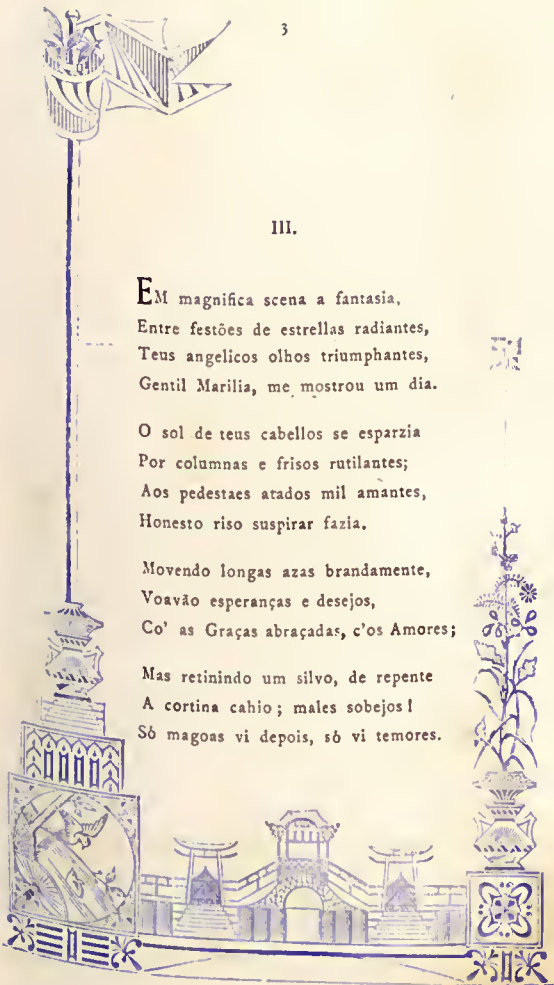 3
III.
EM magnifica scena a fantasia,
Entre festões de estrellas radiantes,
Teus angelicos olhos triumphantes,
Gentil Marilia, me mostrou um dia.
O sol de teus cabellos se esparzia
Por columnas e frisos rutilantes;
Aos pedestaes atados mil amantes,
Honesto riso suspirar fazia.
Movendo longas azas brandamente,
Voavão esperanças e desejos,
Co' as Graças abraçadas, c'os Amores;
Mas retinindo um silvo, de repente
A cortina cahio; males sobejos!
Só magoas vi depois, só vi temores.